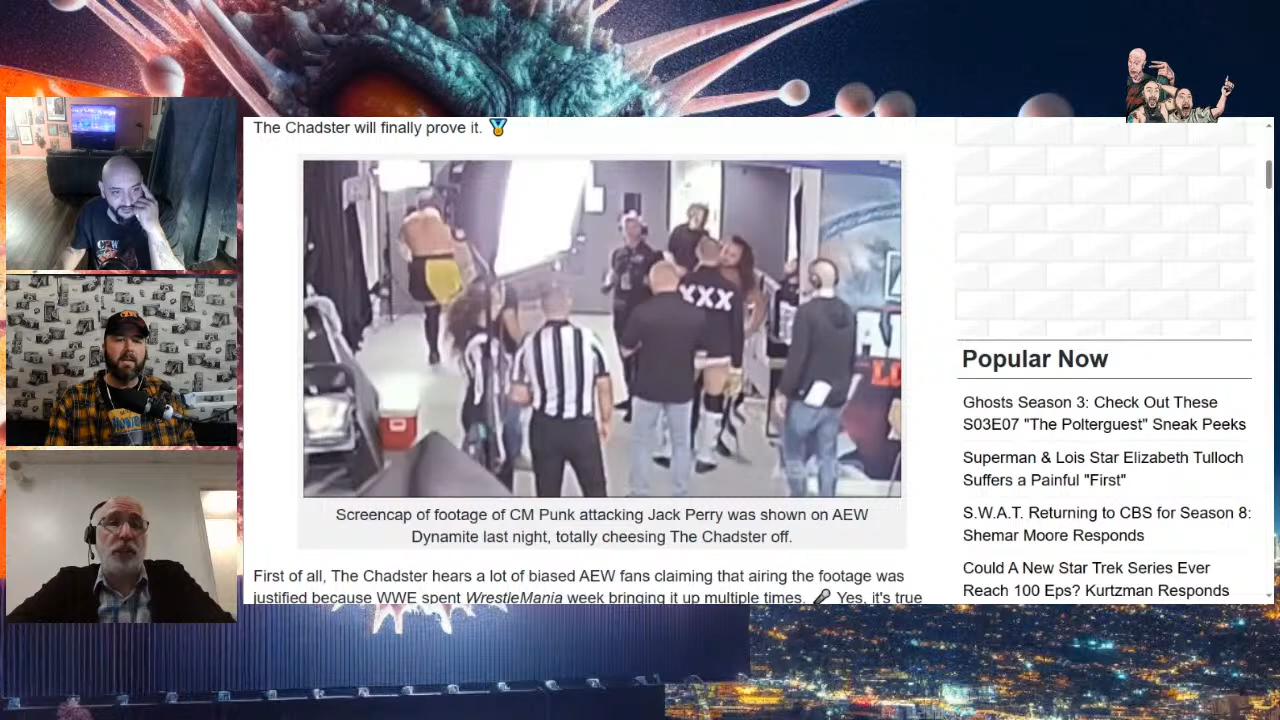 The Chadster will finally prove it.
XXX
Screencap of footage of CM Punk attacking Jack Perry was shown on AEW
Dynamite last night, totally cheesing The Chadster off.
First of all, The Chadster hears a lot of biased AEW fans claiming that airing the footage was
justified because WWE spent WrestleMania week bringing it up multiple times. 🎤 Yes, it's true
Popular Now
Ghosts Season 3: Check Out These
S03E07 "The Polterguest" Sneak Peeks
Superman & Lois Star Elizabeth Tulloch
Suffers a Painful "First"
S.W.A.T. Returning to CBS for Season 8:
Shemar Moore Responds
Could A New Star Trek Series Ever
Reach 100 Eps? Kurtzman Responds